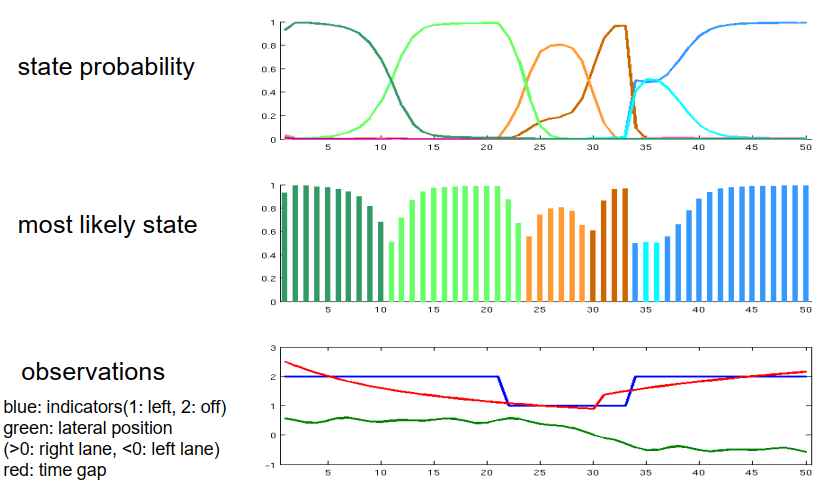 state probability
1
0.8
0.6
0.4
0.2
0
5 10 15 20 25 30 35 40 45 50
most likely state
1
0.8
0.6
0.4
0.2
0
5 10 15 20 25 30 35 40 45 50
observations
blue: indicators(1: left, 2: off)
green: lateral position
(>0: right lane, <0: left lane)
red: time gap
3
2
1
0
-1
5 10 15 20 25 30 35 40 45 50